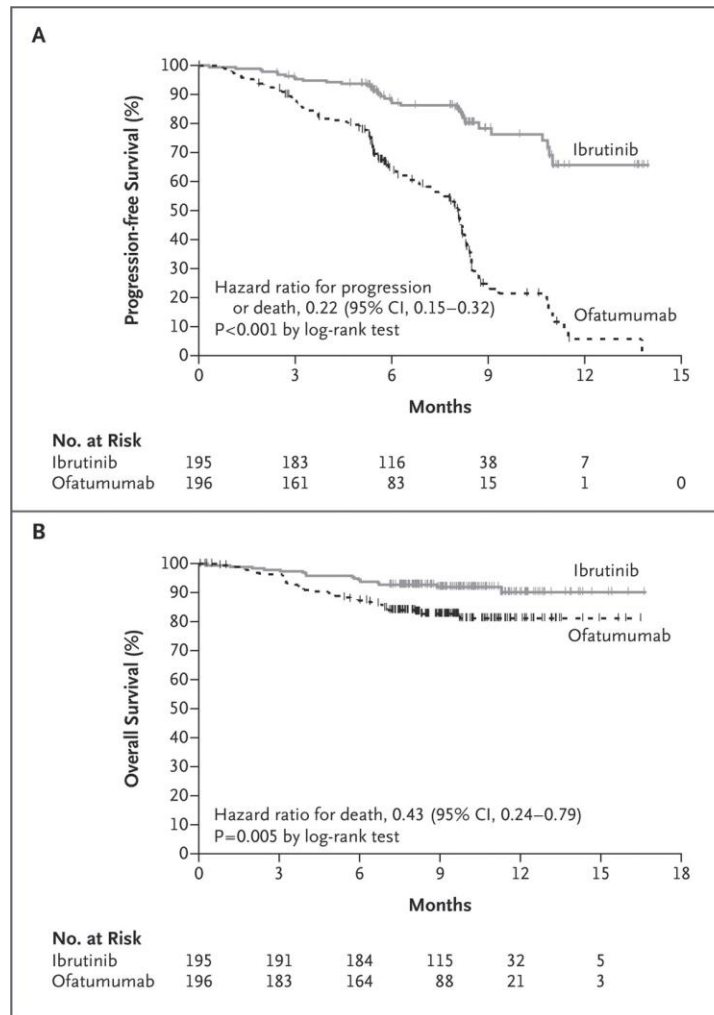 A
Progression-free Survival (%)
100
90
80
70
60
50
40
30
20
10
0
Ibrutinib
Ofatumumab
Hazard ratio for progression
or death, 0.22 (95% CI, 0.15–0.32)
P<0.001 by log-rank test
0 3 6 9 12 15
Months
No. at Risk
Ibrutinib 195 183 116 38 7
Ofatumumab 196 161 83 15 1 0
B
Overall Survival (%)
100
90
80
70
60
50
40
30
20
10
0
Ibrutinib
Ofatumumab
Hazard ratio for death, 0.43 (95% CI, 0.24–0.79)
P=0.005 by log-rank test
0 3 6 9 12 15 18
Months
No. at Risk
Ibrutinib 195 191 184 115 32 5
Ofatumumab 196 183 164 88 21 3